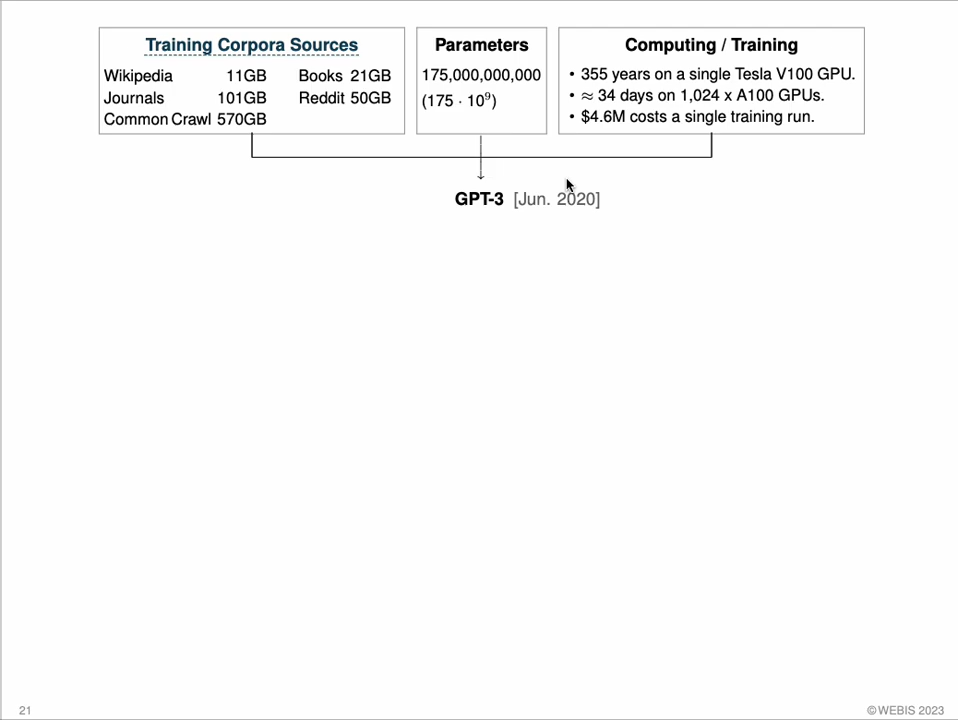 Training Corpora Sources
Wikipedia 11GB Books 21GB
Journals 101GB Reddit 50GB
Common Crawl 570GB
Parameters
175,000,000,000
(175 · 10⁹)
Computing / Training
• 355 years on a single Tesla V100 GPU.
• ≈ 34 days on 1,024 x A100 GPUs.
• $4.6M costs a single training run.
GPT-3 [Jun. 2020]
21
© WEBIS 2023